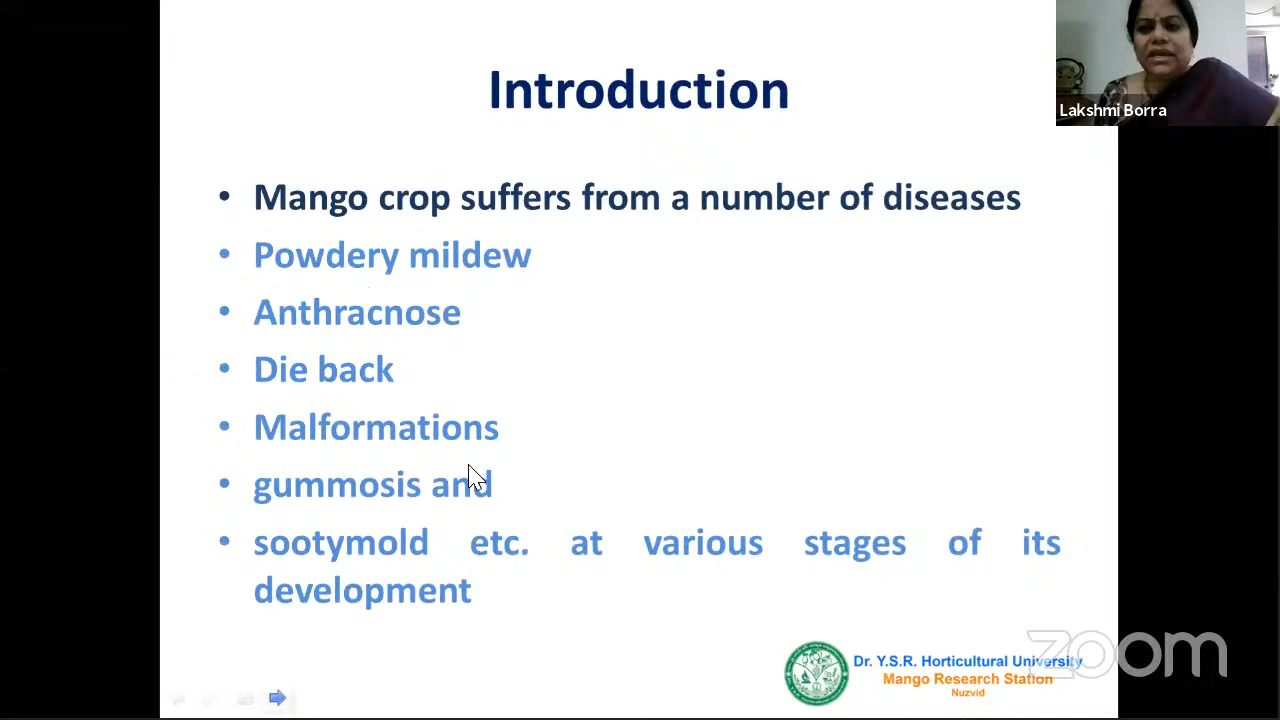 Introduction
Lakshmi Borra
• Mango crop suffers from a number of diseases
• Powdery mildew
• Anthracnose
• Die back
• Malformations
• gummosis and
• sootymold etc. at various stages of its
development
Dr. Y.S.R. Horticultural University
Mango Research Station
Nuzvid
zoom